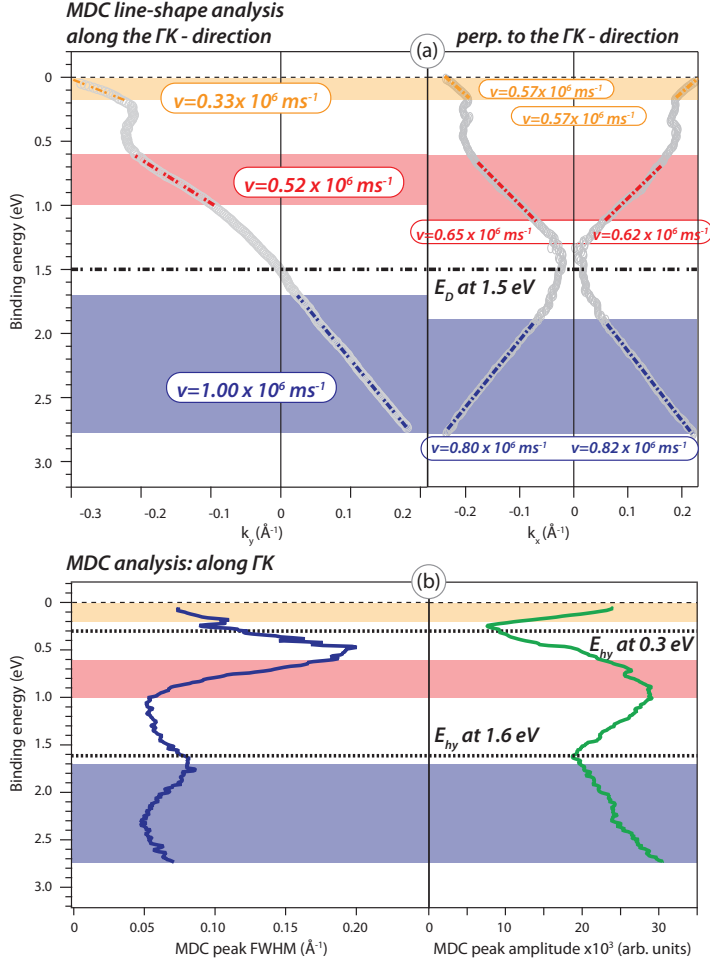 MDC line-shape analysis
along the ΓK - direction
(a)
perp. to the ΓK - direction
0
0.5
1.0
1.5
2.0
2.5
3.0
Binding energy (eV)
v=0.33x 10⁶ ms⁻¹
v=0.52 x 10⁶ ms⁻¹
v=1.00 x 10⁶ ms⁻¹
v=0.57x 10⁶ ms⁻¹
v=0.57x 10⁶ ms⁻¹
v=0.65 x 10⁶ ms⁻¹
v=0.62 x 10⁶ ms⁻¹
E_D at 1.5 eV
v=0.80 x 10⁶ ms⁻¹
v=0.82 x 10⁶ ms⁻¹
-0.3 -0.2 -0.1 0 0.1 0.2
-0.2 -0.1 0 0.1 0.2
k_y (Å⁻¹)
k_x (Å⁻¹)
MDC analysis: along ΓK
(b)
0
0.5
1.0
1.5
2.0
2.5
3.0
Binding energy (eV)
E_hy at 0.3 eV
E_hy at 1.6 eV
0 0.05 0.10 0.15 0.20
0 10 20 30
MDC peak FWHM (Å⁻¹)
MDC peak amplitude x10³ (arb. units)